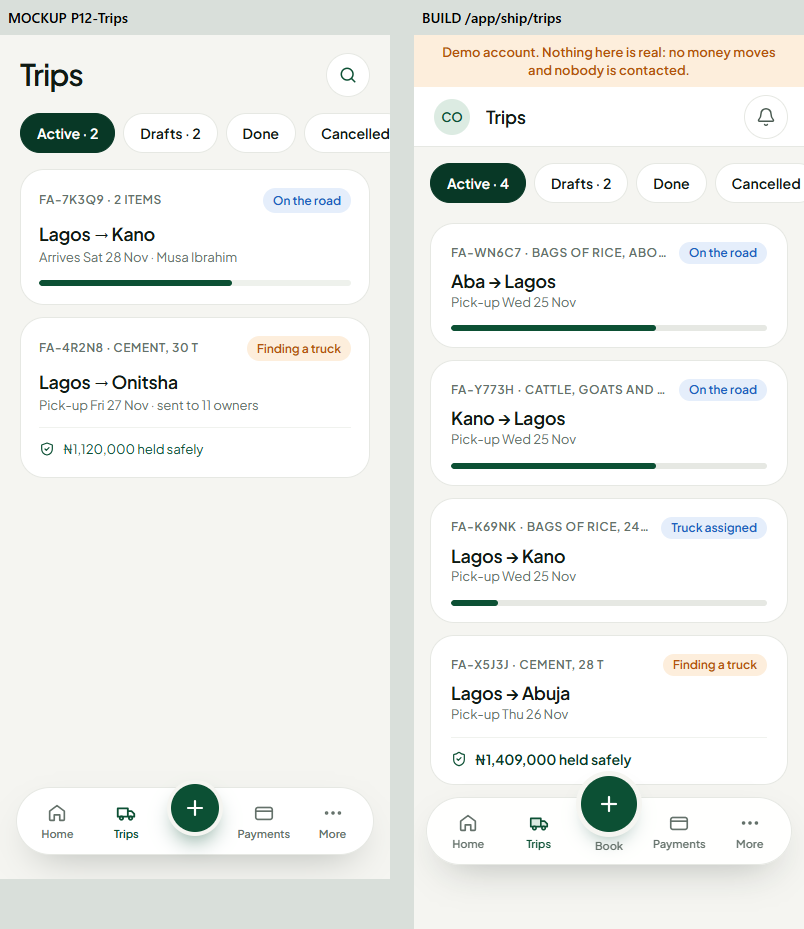 MOCKUP P12-Trips
Trips
Active · 2
Drafts · 2
Done
Cancelled
FA-7K3Q9 · 2 ITEMS
On the road
Lagos → Kano
Arrives Sat 28 Nov · Musa Ibrahim
FA-4R2N8 · CEMENT, 30 T
Finding a truck
Lagos → Onitsha
Pick-up Fri 27 Nov · sent to 11 owners
₦1,120,000 held safely
Home
Trips
Payments
More
BUILD /app/ship/trips
Demo account. Nothing here is real: no money moves
and nobody is contacted.
CO
Trips
Active · 4
Drafts · 2
Done
Cancelled
FA-WN6C7 · BAGS OF RICE, ABO...
On the road
Aba → Lagos
Pick-up Wed 25 Nov
FA-Y773H · CATTLE, GOATS AND ...
On the road
Kano → Lagos
Pick-up Wed 25 Nov
FA-K69NK · BAGS OF RICE, 24...
Truck assigned
Lagos → Kano
Pick-up Wed 25 Nov
FA-X5J3J · CEMENT, 28 T
Finding a truck
Lagos → Abuja
Pick-up Thu 26 Nov
₦1,409,000 held safely
Home
Trips
Book
Payments
More